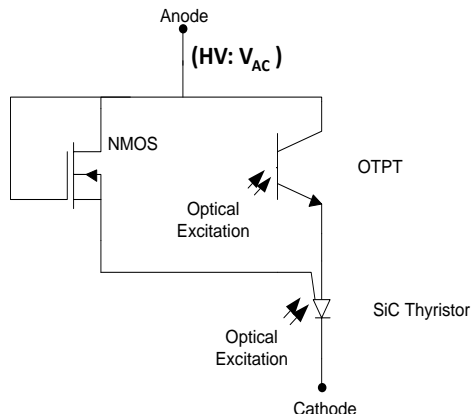 Anode
(HV: V_AC )
NMOS
OTPT
Optical
Excitation
SiC Thyristor
Optical
Excitation
Cathode